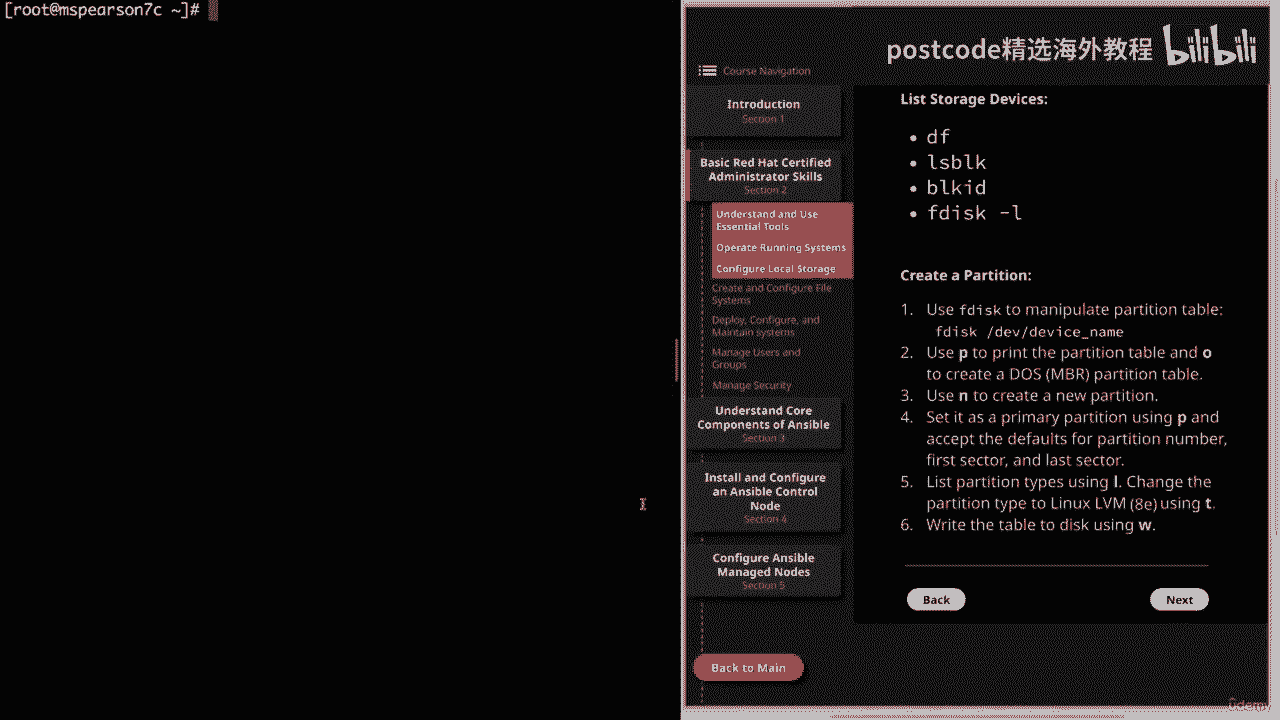 [root@mspearson7c ~]#
postcode精选海外教程 bilibili
Course Navigation
Introduction
Section 1
Basic Red Hat Certified
Administrator Skills
Section 2
Understand and Use
Essential Tools
Operate Running Systems
Configure Local Storage
Create and Configure File
Systems
Deploy, Configure, and
Maintain systems
Manage Users and
Groups
Manage Security
Understand Core
Components of Ansible
Section 3
Install and Configure
an Ansible Control
Node
Section 4
Configure Ansible
Managed Nodes
Section 5
Back to Main
List Storage Devices:
• df
• lsblk
• blkid
• fdisk -l
Create a Partition:
1. Use fdisk to manipulate partition table:
fdisk /dev/device_name
2. Use p to print the partition table and o
to create a DOS (MBR) partition table.
3. Use n to create a new partition.
4. Set it as a primary partition using p and
accept the defaults for partition number,
first sector, and last sector.
5. List partition types using l. Change the
partition type to Linux LVM (8e) using t.
6. Write the table to disk using w.
Back
Next
ûdemy